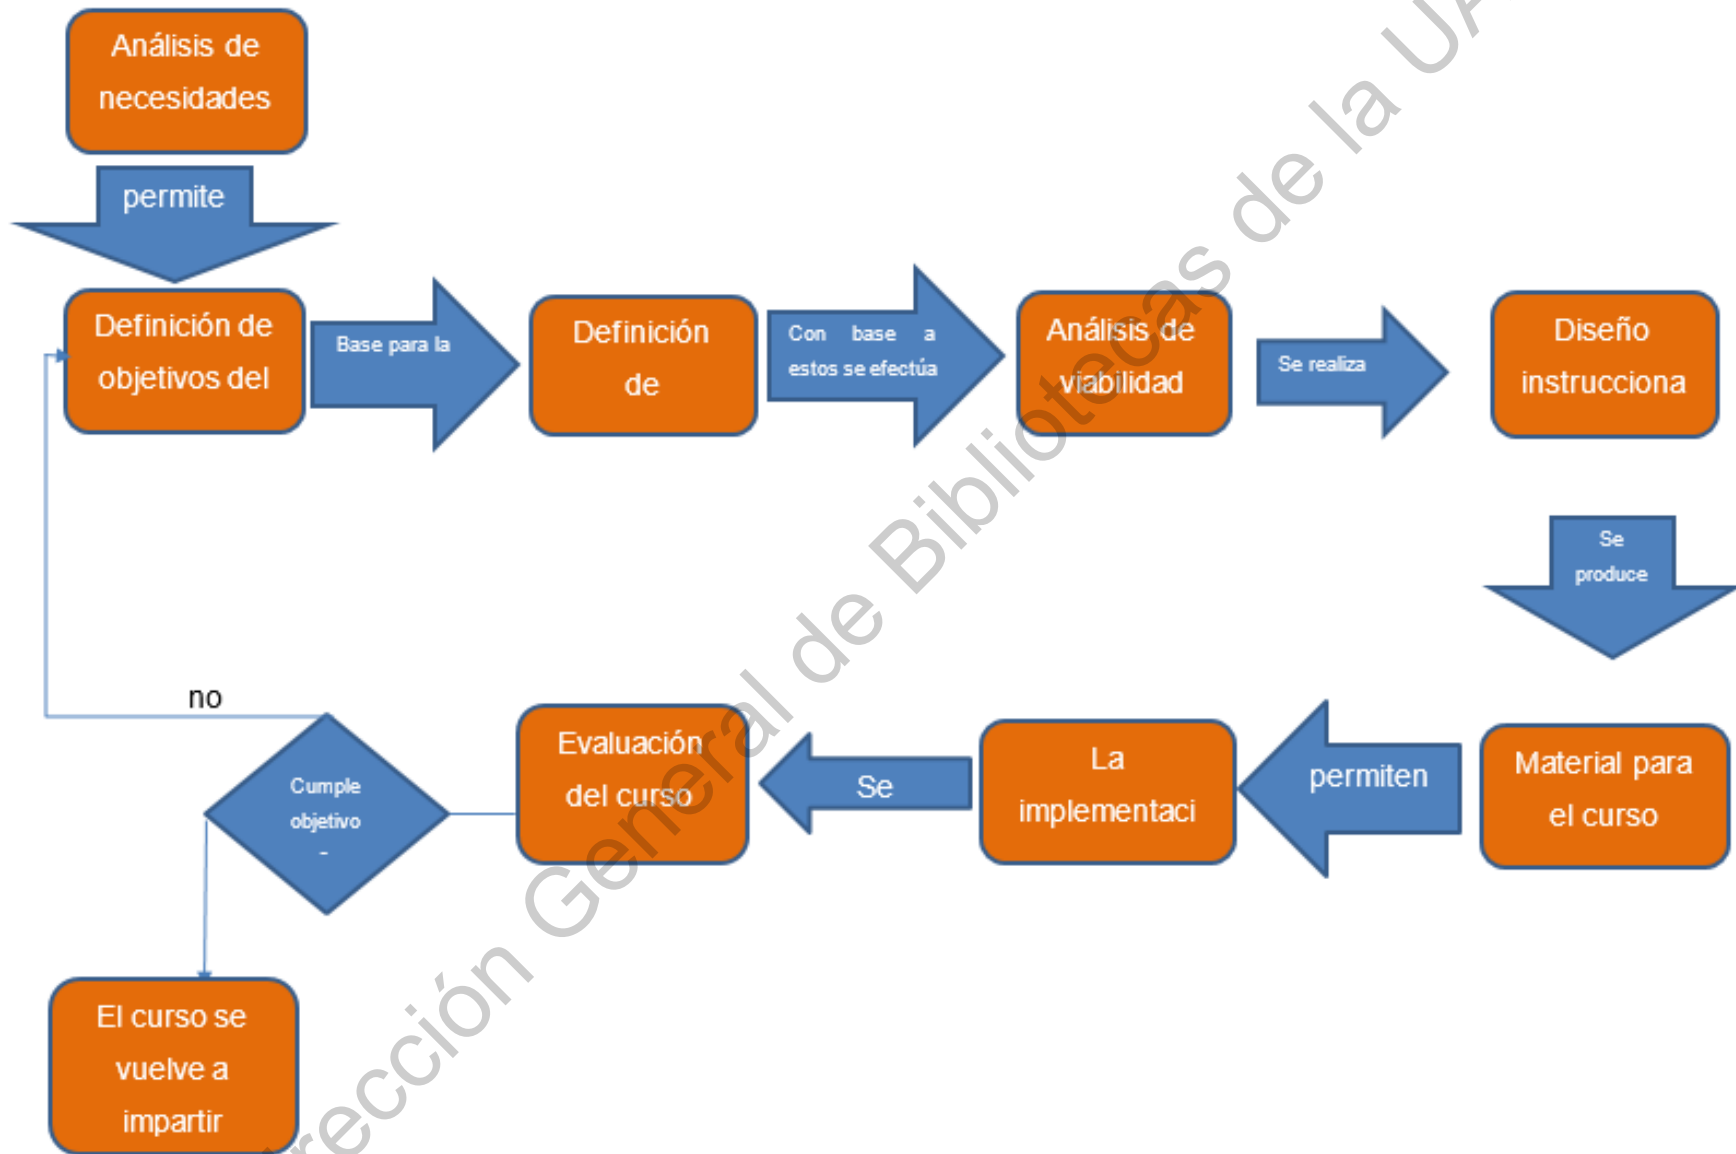 Análisis de
necesidades
permite
Definición de
objetivos del
Base para la
Definición
de
Con base a
estos se efectúa
Análisis de
viabilidad
Se realiza
Diseño
instrucciona
Se
produce
Material para
el curso
permiten
La
implementaci
Se
Evaluación
del curso
Cumple
objetivo
no
El curso se
vuelve a
impartir
rección General de Bibliotecas de la UA